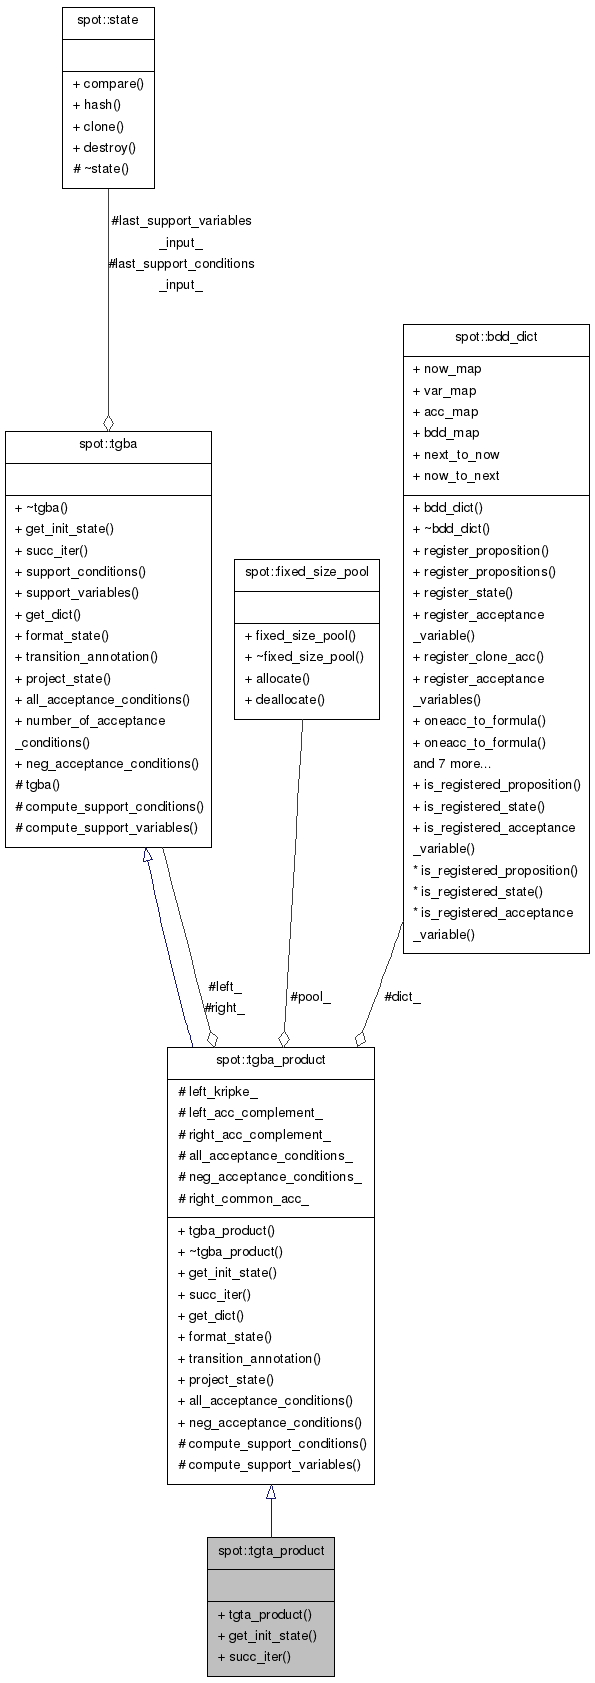 spot::state
+ compare()
+ hash()
+ clone()
+ destroy()
# ~state()
#last_support_variables
_input_
#last_support_conditions
_input_
spot::tgba
+ ~tgba()
+ get_init_state()
+ succ_iter()
+ support_conditions()
+ support_variables()
+ get_dict()
+ format_state()
+ transition_annotation()
+ project_state()
+ all_acceptance_conditions()
+ number_of_acceptance
_conditions()
+ neg_acceptance_conditions()
# tgba()
# compute_support_conditions()
# compute_support_variables()
spot::fixed_size_pool
+ fixed_size_pool()
+ ~fixed_size_pool()
+ allocate()
+ deallocate()
spot::bdd_dict
+ now_map
+ var_map
+ acc_map
+ bdd_map
+ next_to_now
+ now_to_next
+ bdd_dict()
+ ~bdd_dict()
+ register_proposition()
+ register_propositions()
+ register_state()
+ register_acceptance
_variable()
+ register_clone_acc()
+ register_acceptance
_variables()
+ oneacc_to_formula()
+ oneacc_to_formula()
and 7 more...
+ is_registered_proposition()
+ is_registered_state()
+ is_registered_acceptance
_variable()
* is_registered_proposition()
* is_registered_state()
* is_registered_acceptance
_variable()
#left_
#right_
#pool_
#dict_
spot::tgba_product
# left_kripke_
# left_acc_complement_
# right_acc_complement_
# all_acceptance_conditions_
# neg_acceptance_conditions_
# right_common_acc_
+ tgba_product()
+ ~tgba_product()
+ get_init_state()
+ succ_iter()
+ get_dict()
+ format_state()
+ transition_annotation()
+ project_state()
+ all_acceptance_conditions()
+ neg_acceptance_conditions()
# compute_support_conditions()
# compute_support_variables()
spot::tgta_product
+ tgta_product()
+ get_init_state()
+ succ_iter()